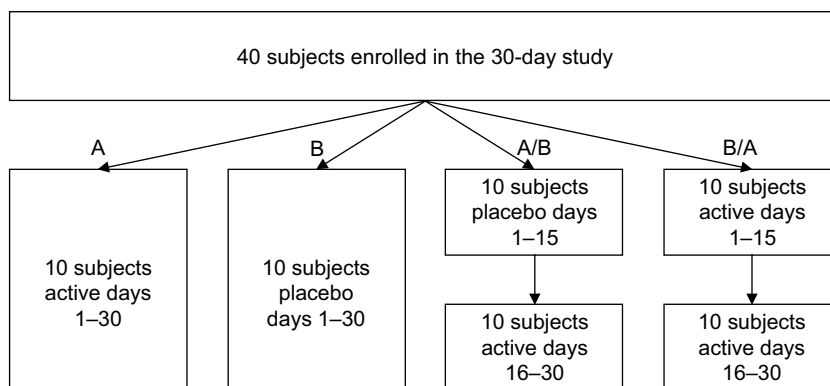 40 subjects enrolled in the 30-day study
A
B
A/B
B/A
10 subjects
active days
1–30
10 subjects
placebo
days 1–30
10 subjects
placebo days
1–15
10 subjects
active days
1–15
10 subjects
active days
16–30
10 subjects
active days
16–30